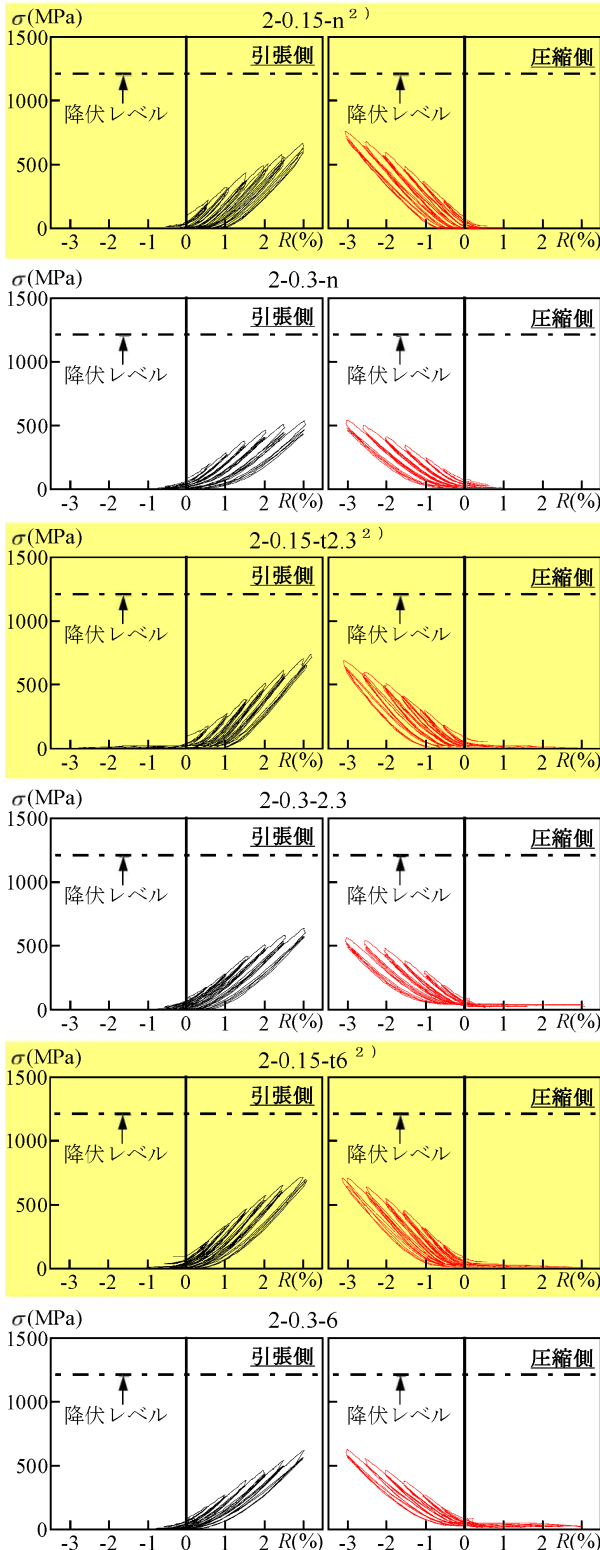 σ(MPa) 2-0.15-n²⁾
1500 引張側 圧縮側
1000 降伏レベル 降伏レベル
500
0
-3 -2 -1 0 1 2 R(%) -3 -2 -1 0 1 2 R(%)
σ(MPa) 2-0.3-n
1500 引張側 圧縮側
1000 降伏レベル 降伏レベル
500
0
-3 -2 -1 0 1 2 R(%) -3 -2 -1 0 1 2 R(%)
σ(MPa) 2-0.15-t2.3²⁾
1500 引張側 圧縮側
1000 降伏レベル 降伏レベル
500
0
-3 -2 -1 0 1 2 R(%) -3 -2 -1 0 1 2 R(%)
σ(MPa) 2-0.3-2.3
1500 引張側 圧縮側
1000 降伏レベル 降伏レベル
500
0
-3 -2 -1 0 1 2 R(%) -3 -2 -1 0 1 2 R(%)
σ(MPa) 2-0.15-t6²⁾
1500 引張側 圧縮側
1000 降伏レベル 降伏レベル
500
0
-3 -2 -1 0 1 2 R(%) -3 -2 -1 0 1 2 R(%)
σ(MPa) 2-0.3-6
1500 引張側 圧縮側
1000 降伏レベル 降伏レベル
500
0
-3 -2 -1 0 1 2 R(%) -3 -2 -1 0 1 2 R(%)